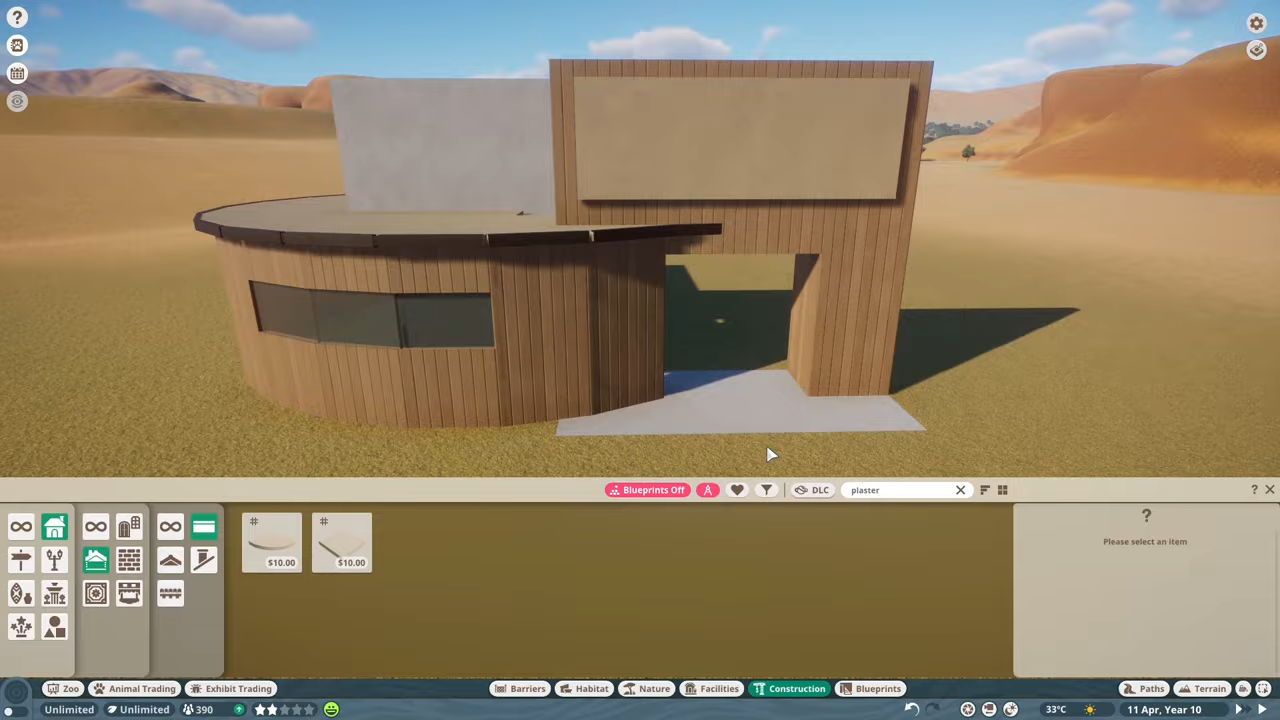 Blueprints Off
DLC
plaster
?
$10.00
$10.00
?
Please select an item
Zoo
Animal Trading
Exhibit Trading
Barriers
Habitat
Nature
Facilities
Construction
Blueprints
Paths
Terrain
Unlimited
Unlimited
390
33°C
11 Apr, Year 10